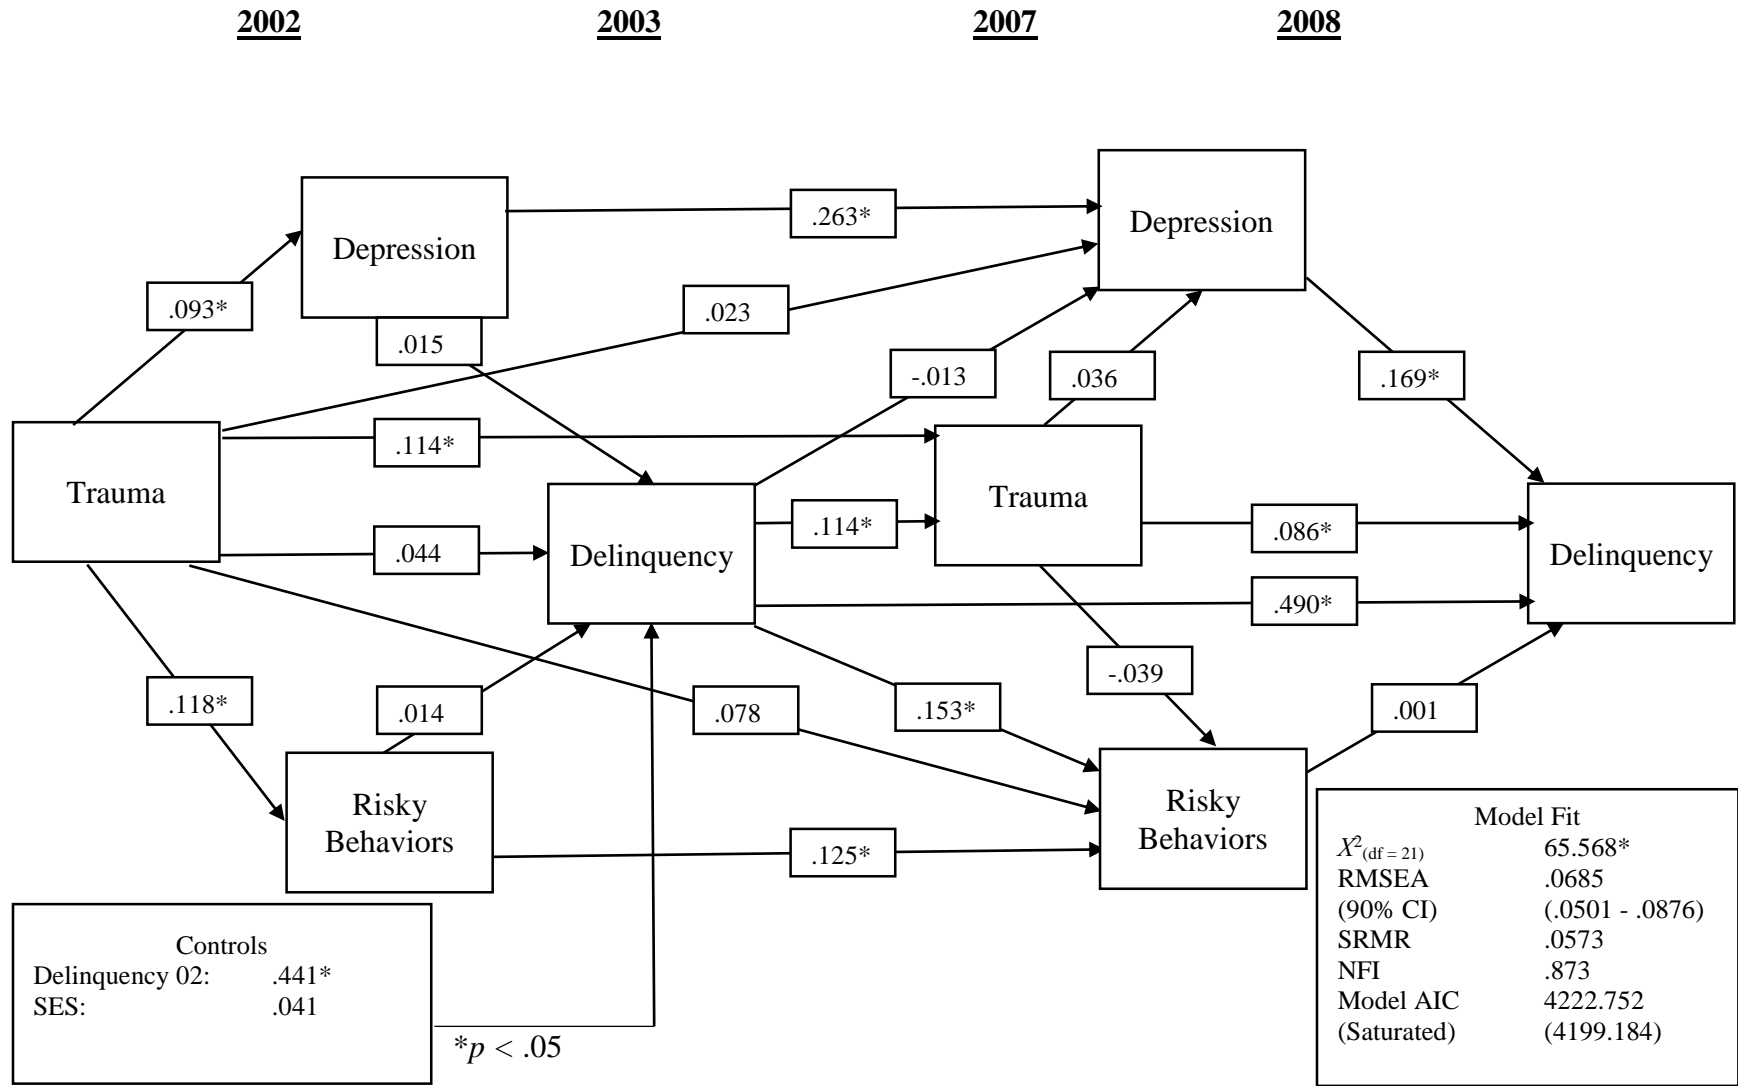 2002 2003 2007 2008
Depression
Depression
.263*
.093*
.023
.015
-.013
.036
.169*
.114*
Trauma
Trauma
.044
Delinquency
.114*
.086*
Delinquency
.490*
.118*
.014
.078
.153*
-.039
.001
Risky
Behaviors
Risky
Behaviors
.125*
Controls
Delinquency 02: .441*
SES: .041
*p < .05
Model Fit
X²(df = 21) 65.568*
RMSEA .0685
(90% CI) (.0501 - .0876)
SRMR .0573
NFI .873
Model AIC 4222.752
(Saturated) (4199.184)